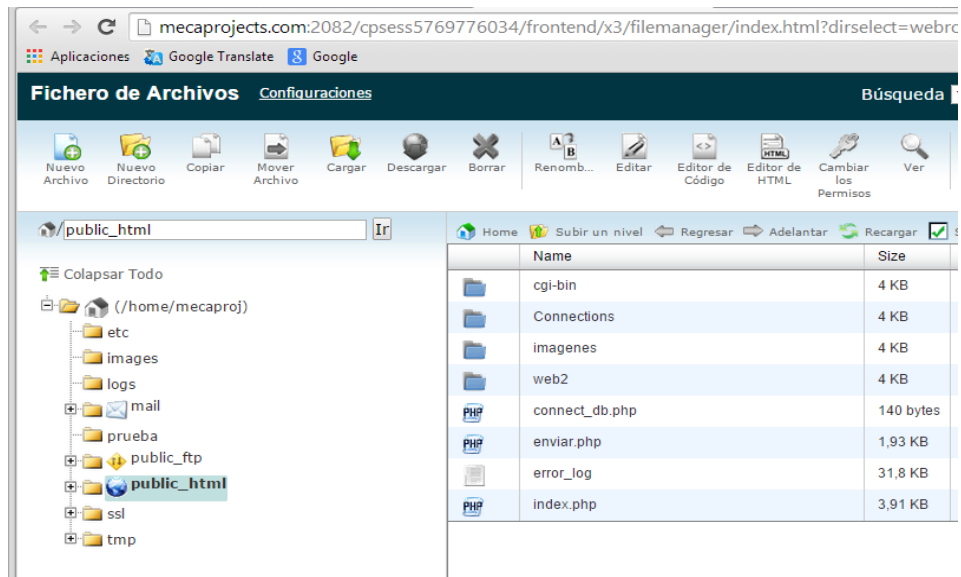 mecaprojects.com:2082/cpsess5769776034/frontend/x3/filemanager/index.html?dirselect=webro
Aplicaciones Google Translate Google
Fichero de Archivos Configuraciones Búsqueda
Nuevo Archivo
Nuevo Directorio
Copiar
Mover Archivo
Cargar
Descargar
Borrar
Renomb...
Editar
Editor de Código
Editor de HTML
Cambiar los Permisos
Ver
/public_html Ir
Colapsar Todo
(/home/mecaproj)
etc
images
logs
mail
prueba
public_ftp
public_html
ssl
tmp
Home Subir un nivel Regresar Adelantar Recargar S
Name Size
cgi-bin 4 KB
Connections 4 KB
imagenes 4 KB
web2 4 KB
connect_db.php 140 bytes
enviar.php 1,93 KB
error_log 31,8 KB
index.php 3,91 KB